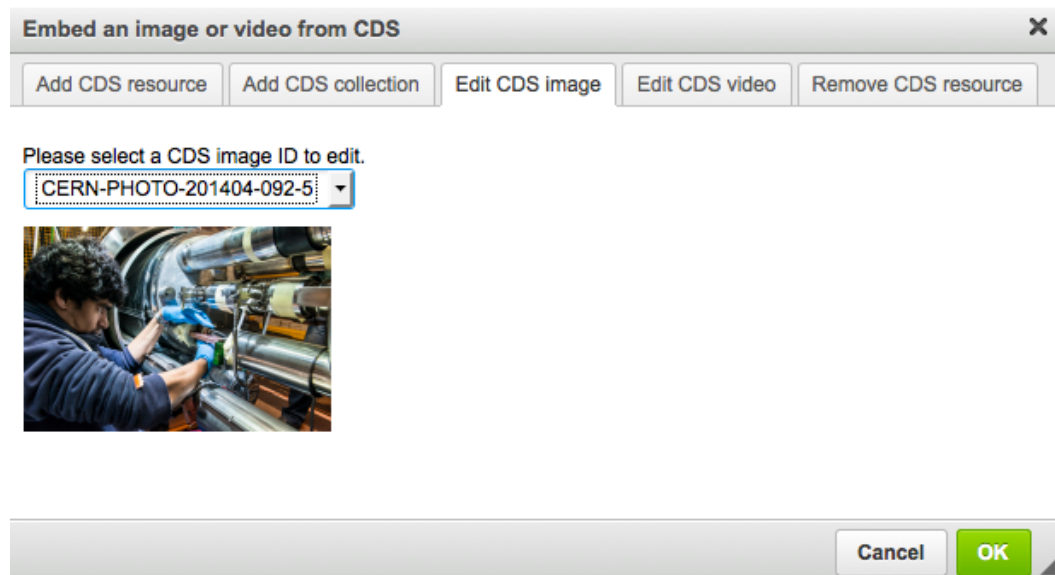 Embed an image or video from CDS
Add CDS resource Add CDS collection Edit CDS image Edit CDS video Remove CDS resource
Please select a CDS image ID to edit.
CERN-PHOTO-201404-092-5
Cancel OK